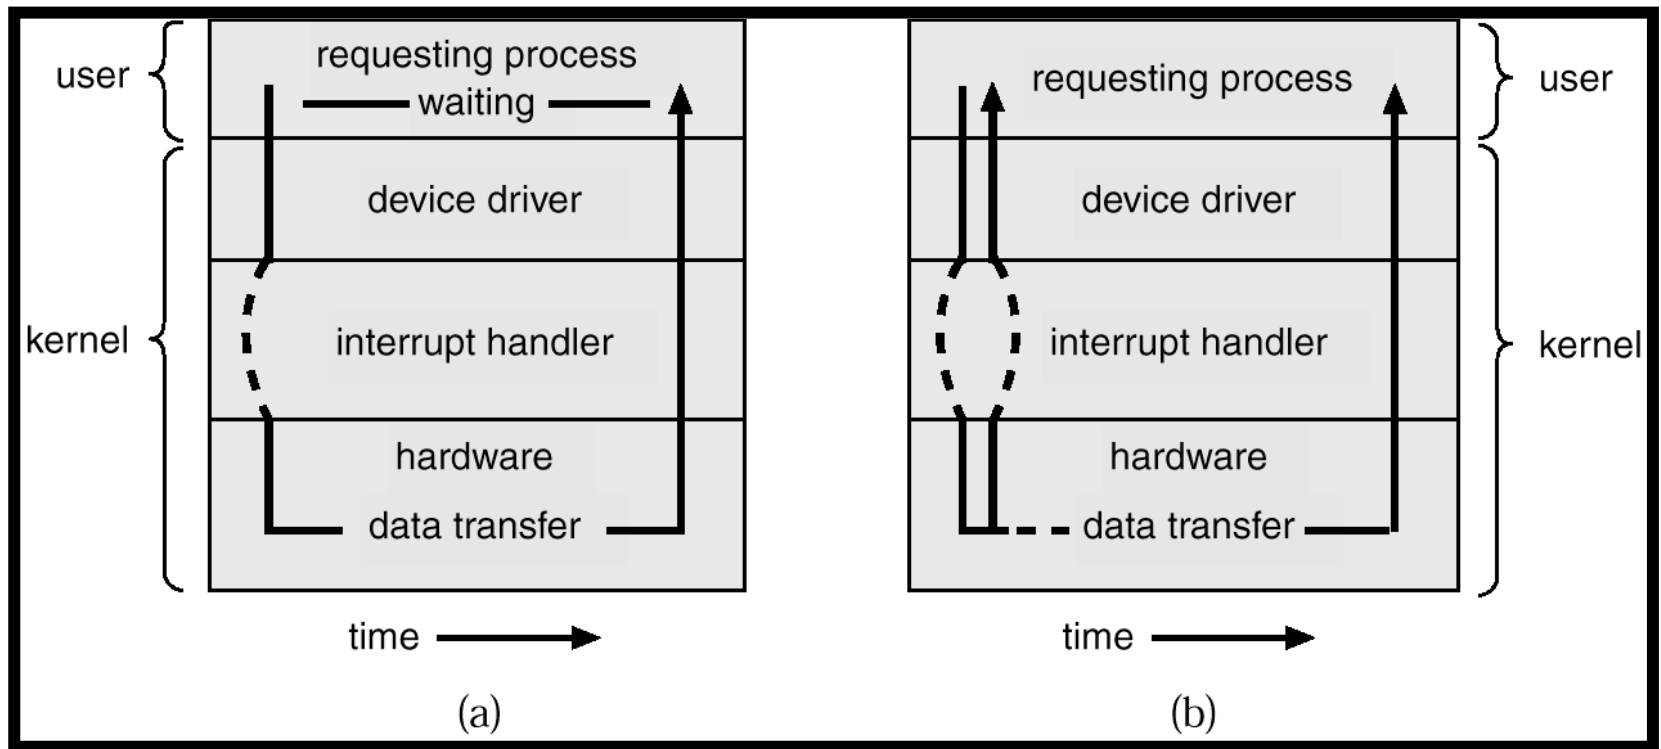 user
requesting process
waiting
device driver
kernel
interrupt handler
hardware
data transfer
time
(a)
requesting process
user
device driver
interrupt handler
kernel
hardware
data transfer
time
(b)